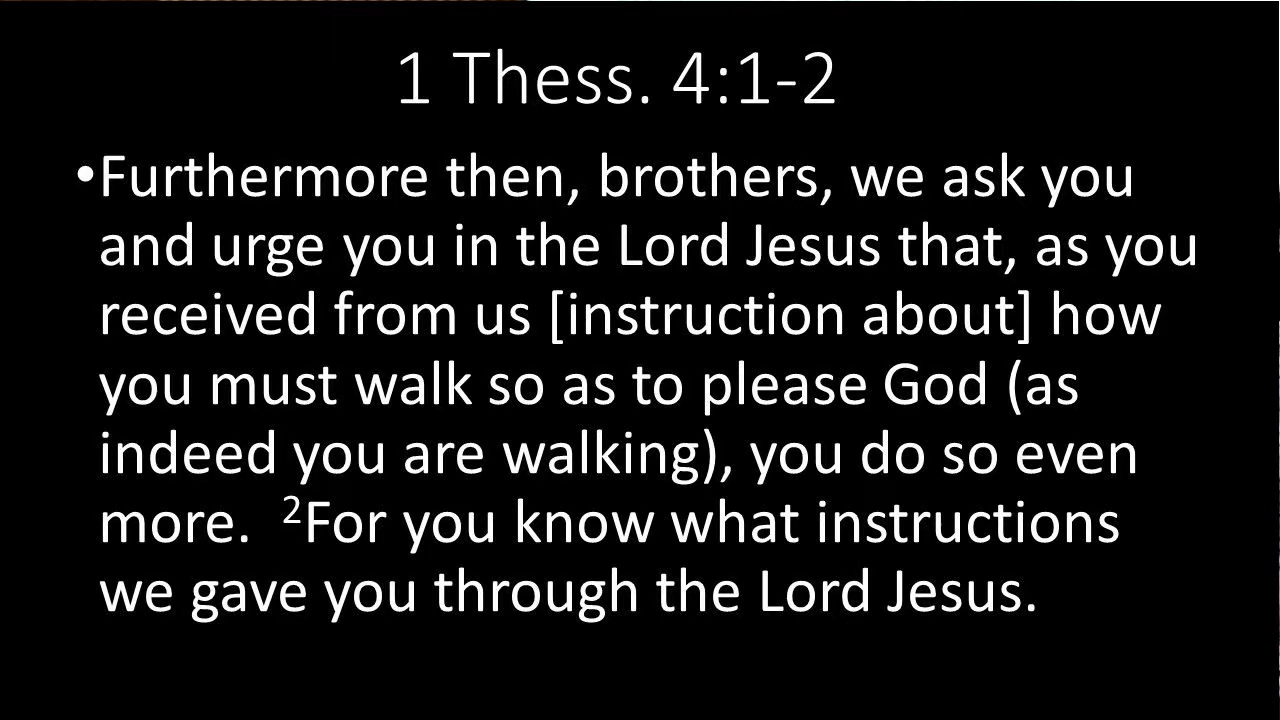 1 Thess. 4:1-2
•Furthermore then, brothers, we ask you
and urge you in the Lord Jesus that, as you
received from us [instruction about] how
you must walk so as to please God (as
indeed you are walking), you do so even
more.  ²For you know what instructions
we gave you through the Lord Jesus.